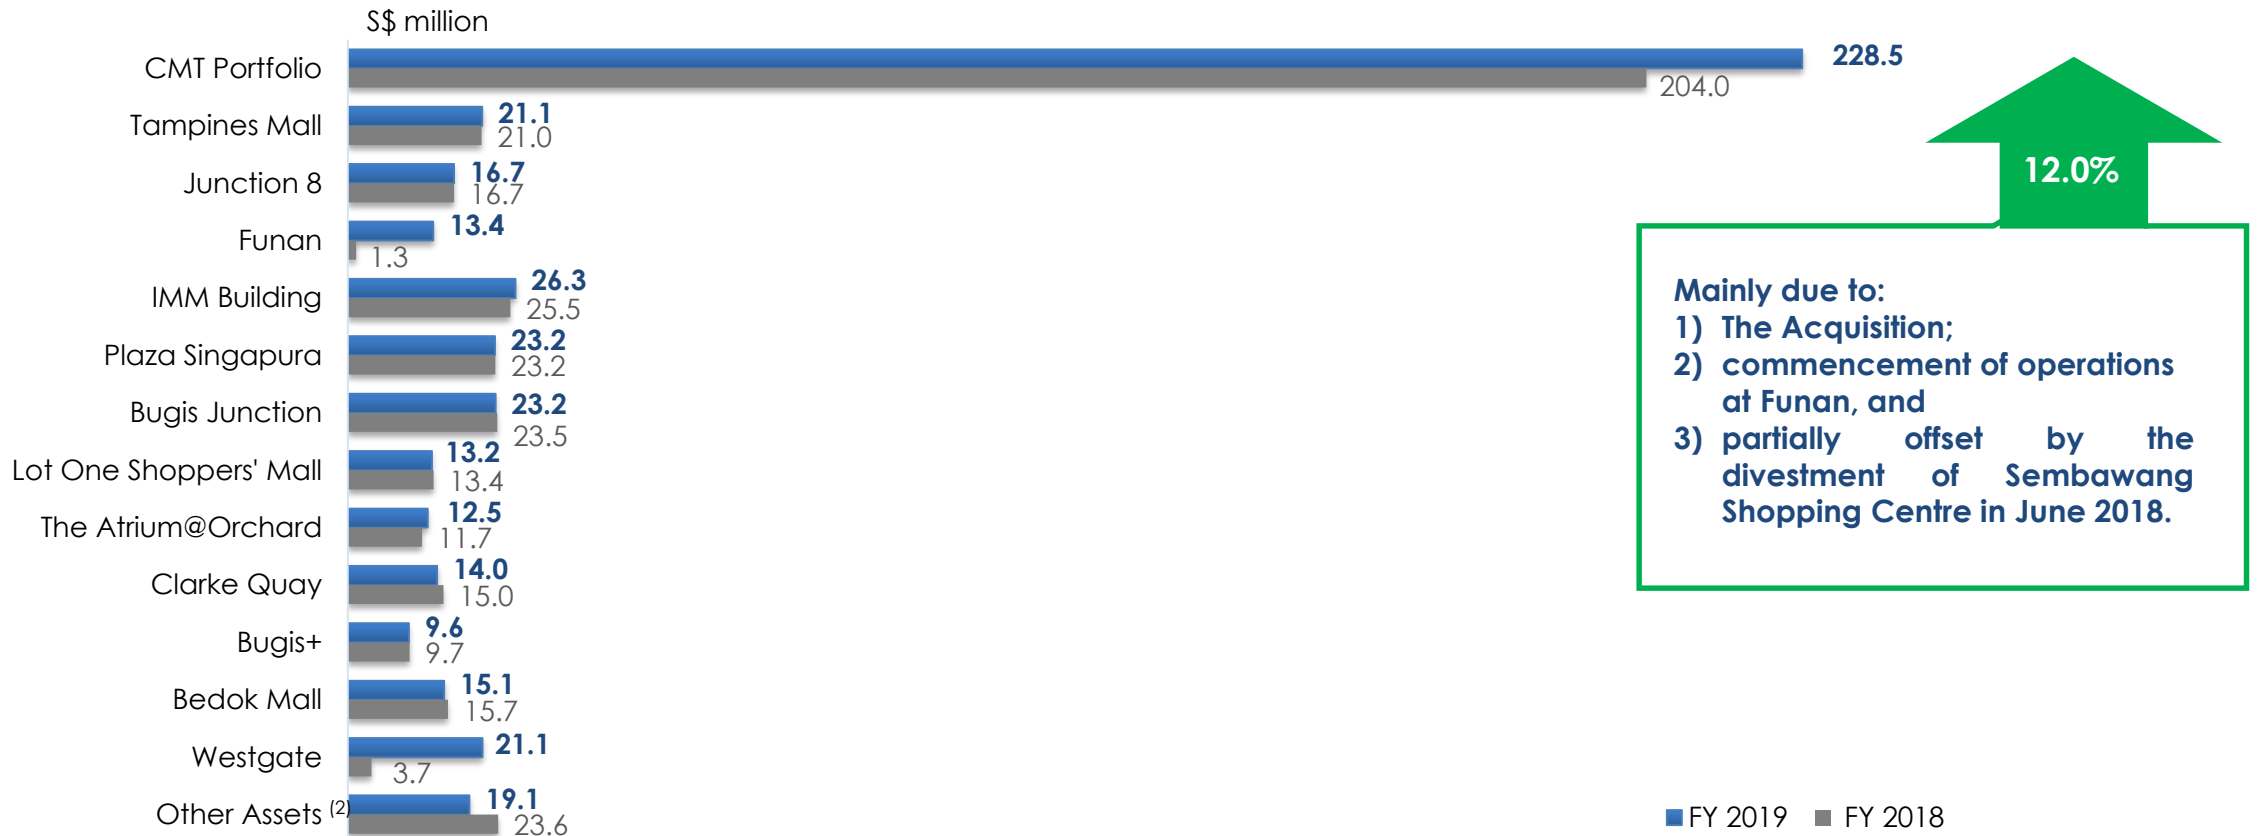 S$ million
CMT Portfolio
228.5
204.0
Tampines Mall
21.1
21.0
Junction 8
16.7
16.7
Funan
13.4
1.3
IMM Building
26.3
25.5
Plaza Singapura
23.2
23.2
Bugis Junction
23.2
23.5
Lot One Shoppers' Mall
13.2
13.4
The Atrium@Orchard
12.5
11.7
Clarke Quay
14.0
15.0
Bugis+
9.6
9.7
Bedok Mall
15.1
15.7
Westgate
21.1
3.7
Other Assets (2)
19.1
23.6
12.0%
Mainly due to:
1) The Acquisition;
2) commencement of operations
at Funan, and
3) partially offset by the
divestment of Sembawang
Shopping Centre in June 2018.
FY 2019 FY 2018